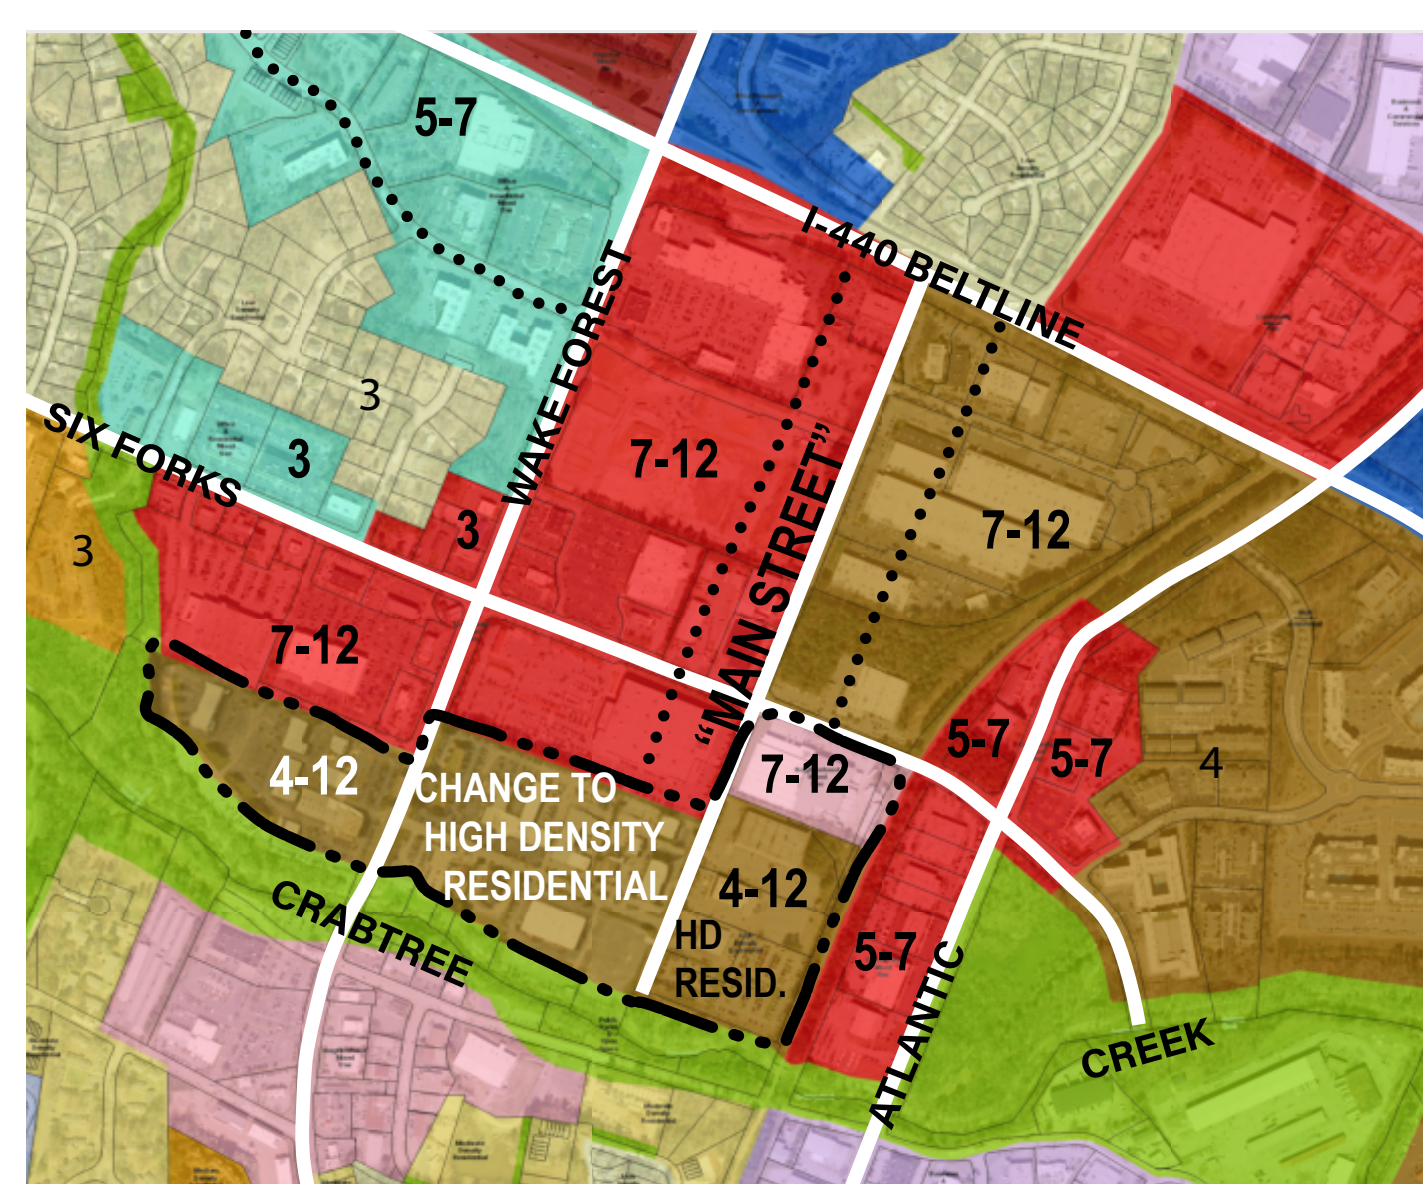 5-7
I-440 BELTLINE
WAKE FOREST
3
SIX FORKS
3
7-12
"MAIN STREET"
7-12
3
3
7-12
5-7
5-7
4
4-12
7-12
CHANGE TO
HIGH DENSITY
RESIDENTIAL
4-12
HD
RESID.
5-7
CRABTREE
ATLANTIC
CREEK